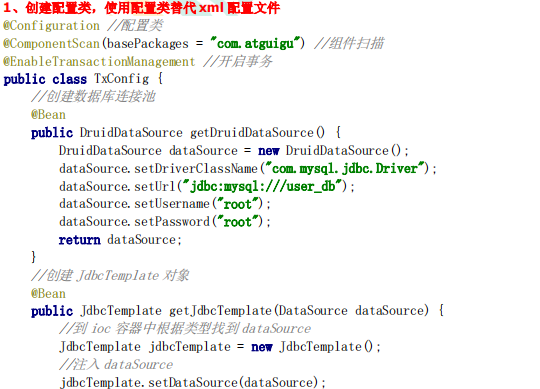 1、创建配置类，使用配置类替代 xml 配置文件
@Configuration //配置类
@ComponentScan(basePackages = "com.atguigu") //组件扫描
@EnableTransactionManagement //开启事务
public class TxConfig {
//创建数据库连接池
@Bean
public DruidDataSource getDruidDataSource() {
DruidDataSource dataSource = new DruidDataSource();
dataSource.setDriverClassName("com.mysql.jdbc.Driver");
dataSource.setUrl("jdbc:mysql:///user_db");
dataSource.setUsername("root");
dataSource.setPassword("root");
return dataSource;
}
//创建 JdbcTemplate 对象
@Bean
public JdbcTemplate getJdbcTemplate(DataSource dataSource) {
//到 ioc 容器中根据类型找到 dataSource
JdbcTemplate jdbcTemplate = new JdbcTemplate();
//注入 dataSource
jdbcTemplate.setDataSource(dataSource);